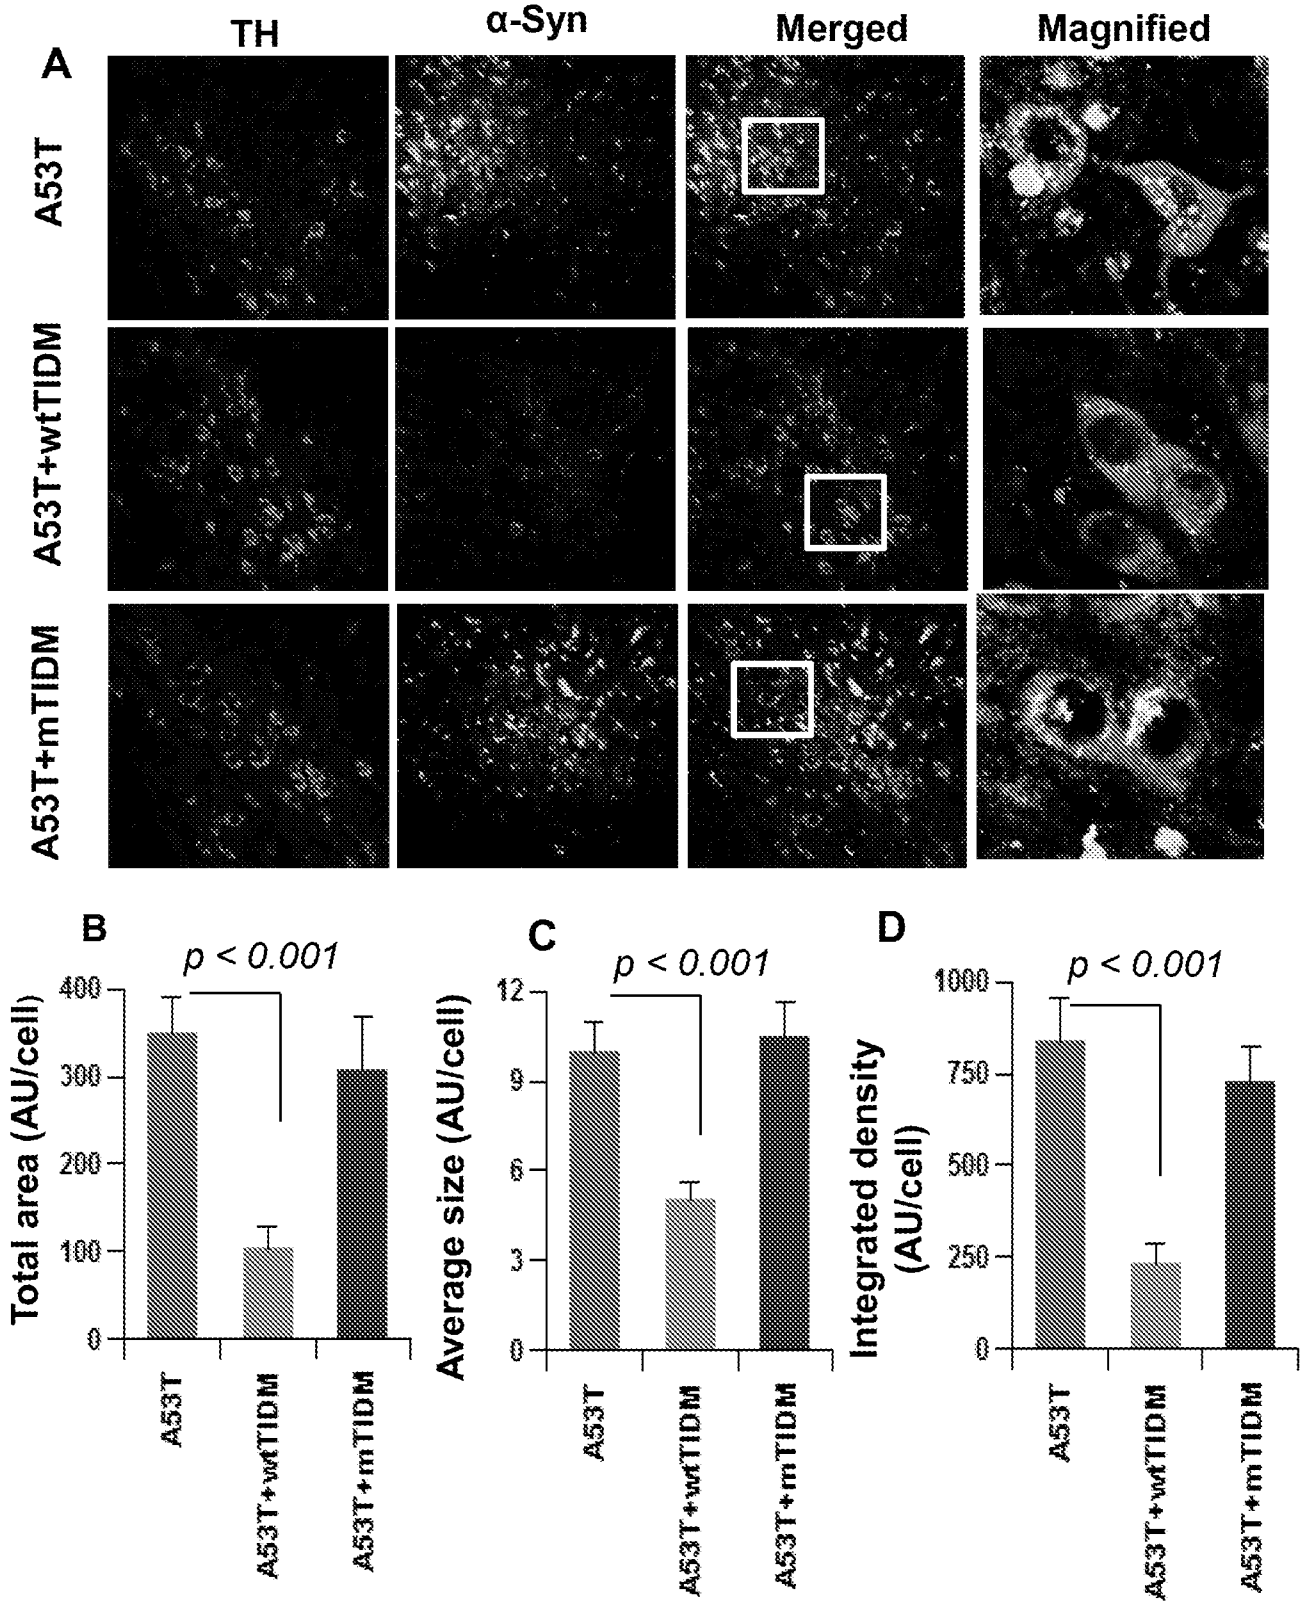 TH
α-Syn
Merged
Magnified
A
A53T
A53T+wtTIDM
A53T+mTIDM
B
p < 0.001
Total area (AU/cell)
400
300
200
100
0
A53T
A53T+wtTIDM
A53T+mTIDM
C
p < 0.001
Average size (AU/cell)
12
9
6
3
0
A53T
A53T+wtTIDM
A53T+mTIDM
D
p < 0.001
Integrated density
(AU/cell)
1000
750
500
250
0
A53T
A53T+wtTIDM
A53T+mTIDM